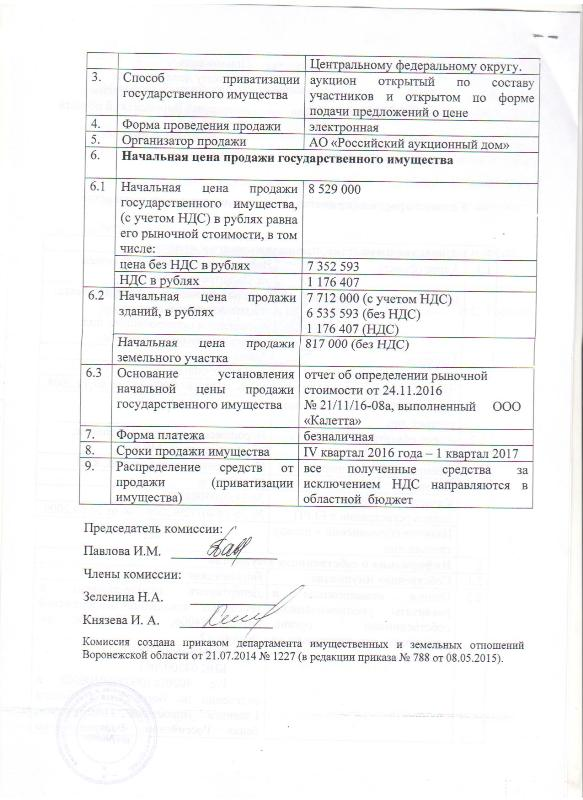 Центральному федеральному округу.
3. Способ приватизации государственного имущества аукцион открытый по составу
участников и открытом по форме
подачи предложений о цене
4. Форма проведения продажи электронная
5. Организатор продажи АО «Российский аукционный дом»
6. Начальная цена продажи государственного имущества
6.1 Начальная цена продажи 8 529 000
государственного имущества,
(с учетом НДС) в рублях равна
его рыночной стоимости, в том
числе:
цена без НДС в рублях 7 352 593
НДС в рублях 1 176 407
6.2 Начальная цена продажи 7 712 000 (с учетом НДС)
зданий, в рублях 6 535 593 (без НДС)
1 176 407 (НДС)
Начальная цена продажи 817 000 (без НДС)
земельного участка
6.3 Основание установления отчет об определении рыночной
начальной цены продажи стоимости от 24.11.2016
государственного имущества № 21/11/16-08а, выполненный ООО
«Калетта»
7. Форма платежа безналичная
8. Сроки продажи имущества IV квартал 2016 года – 1 квартал 2017
9. Распределение средств от все полученные средства за
продажи (приватизации исключением НДС направляются в
имущества) областной бюджет
Председатель комиссии:
Павлова И.М.
Члены комиссии:
Зеленина Н.А.
Князева И. А.
Комиссия создана приказом департамента имущественных и земельных отношений
Воронежской области от 21.07.2014 № 1227 (в редакции приказа № 788 от 08.05.2015).